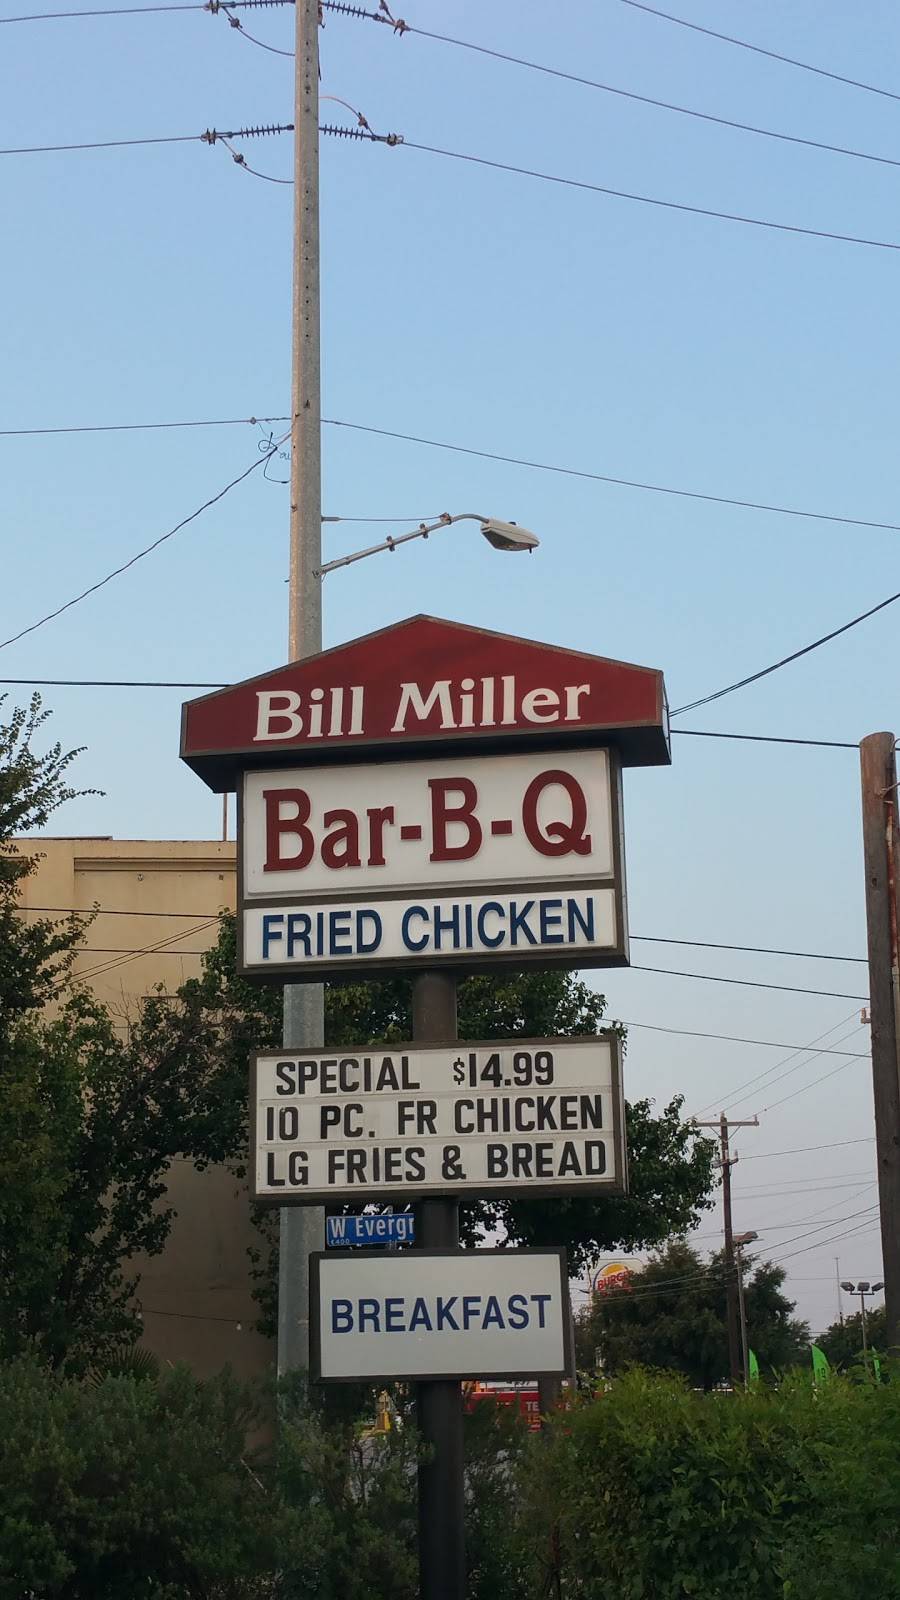 Bill Miller
Bar-B-Q
FRIED CHICKEN
SPECIAL $14.99
10 PC. FR CHICKEN
LG FRIES & BREAD
W Evergr
BREAKFAST